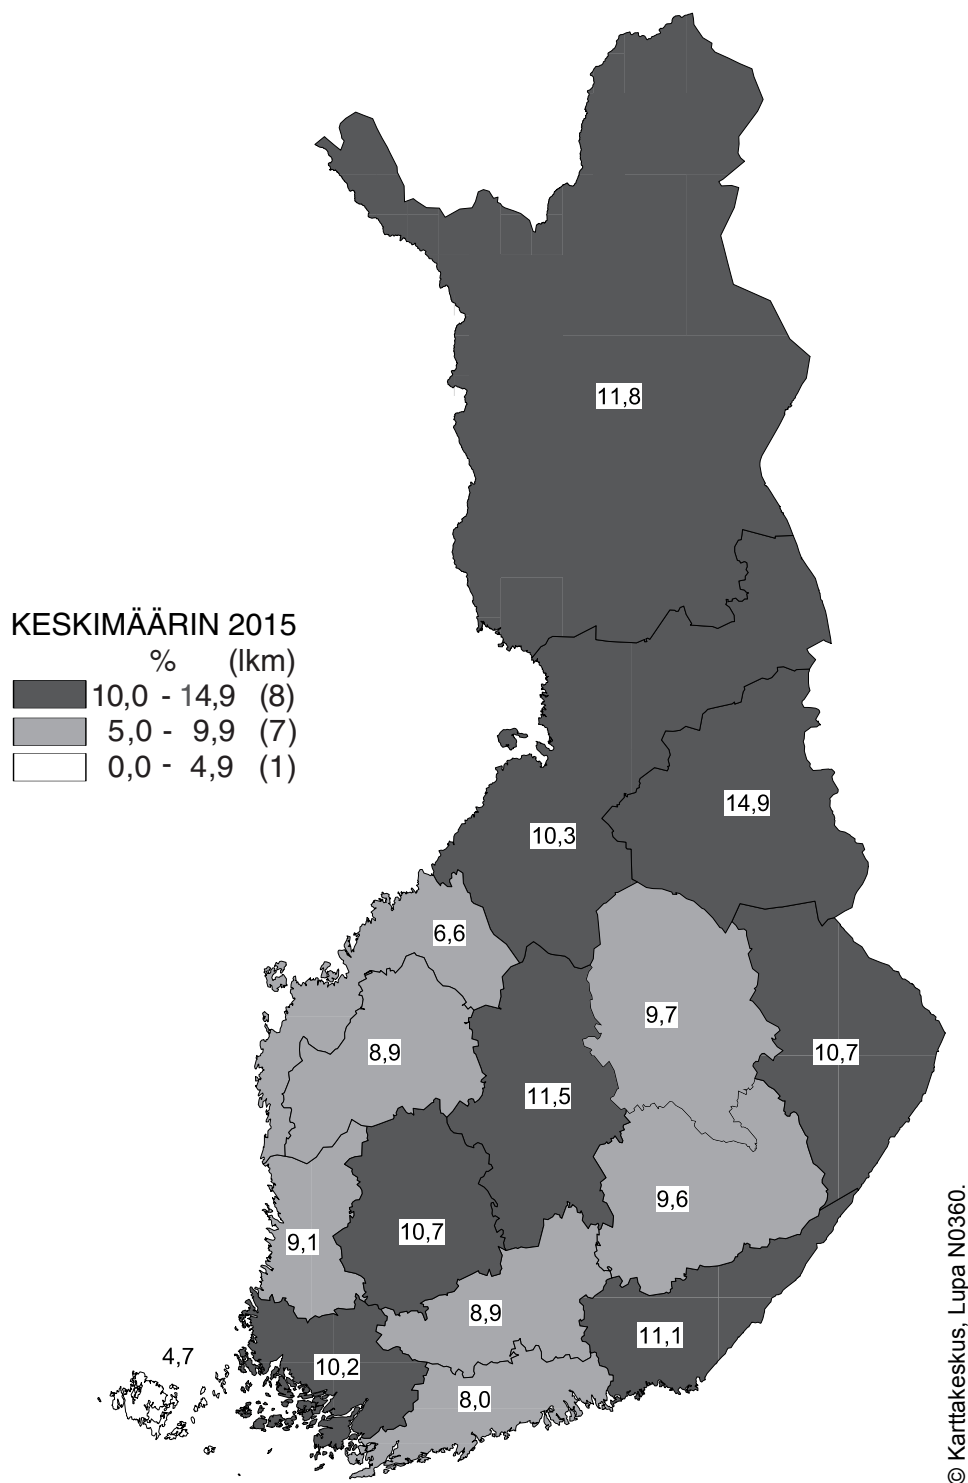 11,8
KESKIMÄÄRIN 2015
% (lkm)
10,0 - 14,9 (8)
5,0 - 9,9 (7)
0,0 - 4,9 (1)
14,9
10,3
6,6
9,7
8,9
10,7
11,5
9,6
10,7
9,1
8,9
11,1
4,7
10,2
8,0
© Karttakeskus, Lupa N0360.